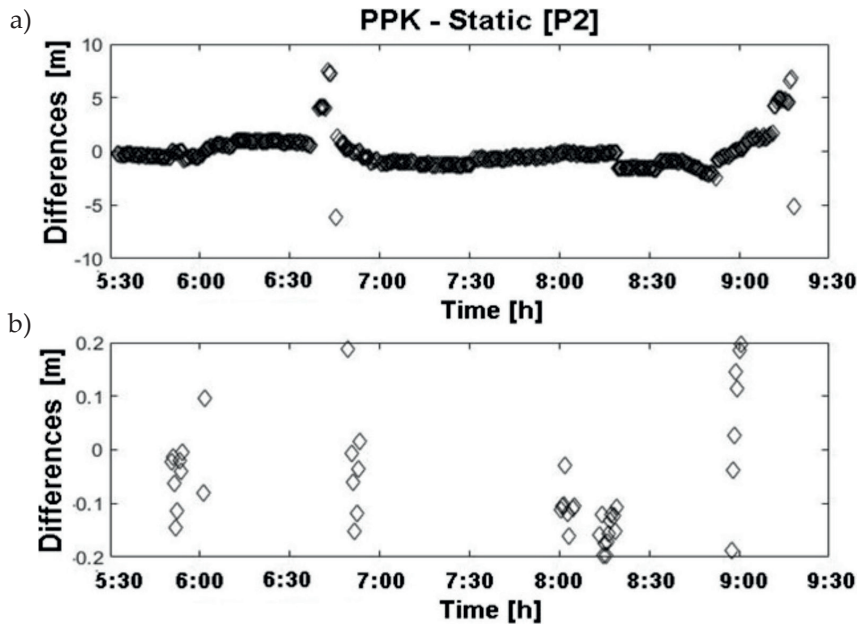 a)
PPK - Static [P2]
Differences [m]
10
5
0
-5
-10
5:30 6:00 6:30 7:00 7:30 8:00 8:30 9:00 9:30
Time [h]
b)
Differences [m]
0.2
0.1
0
-0.1
-0.2
5:30 6:00 6:30 7:00 7:30 8:00 8:30 9:00 9:30
Time [h]